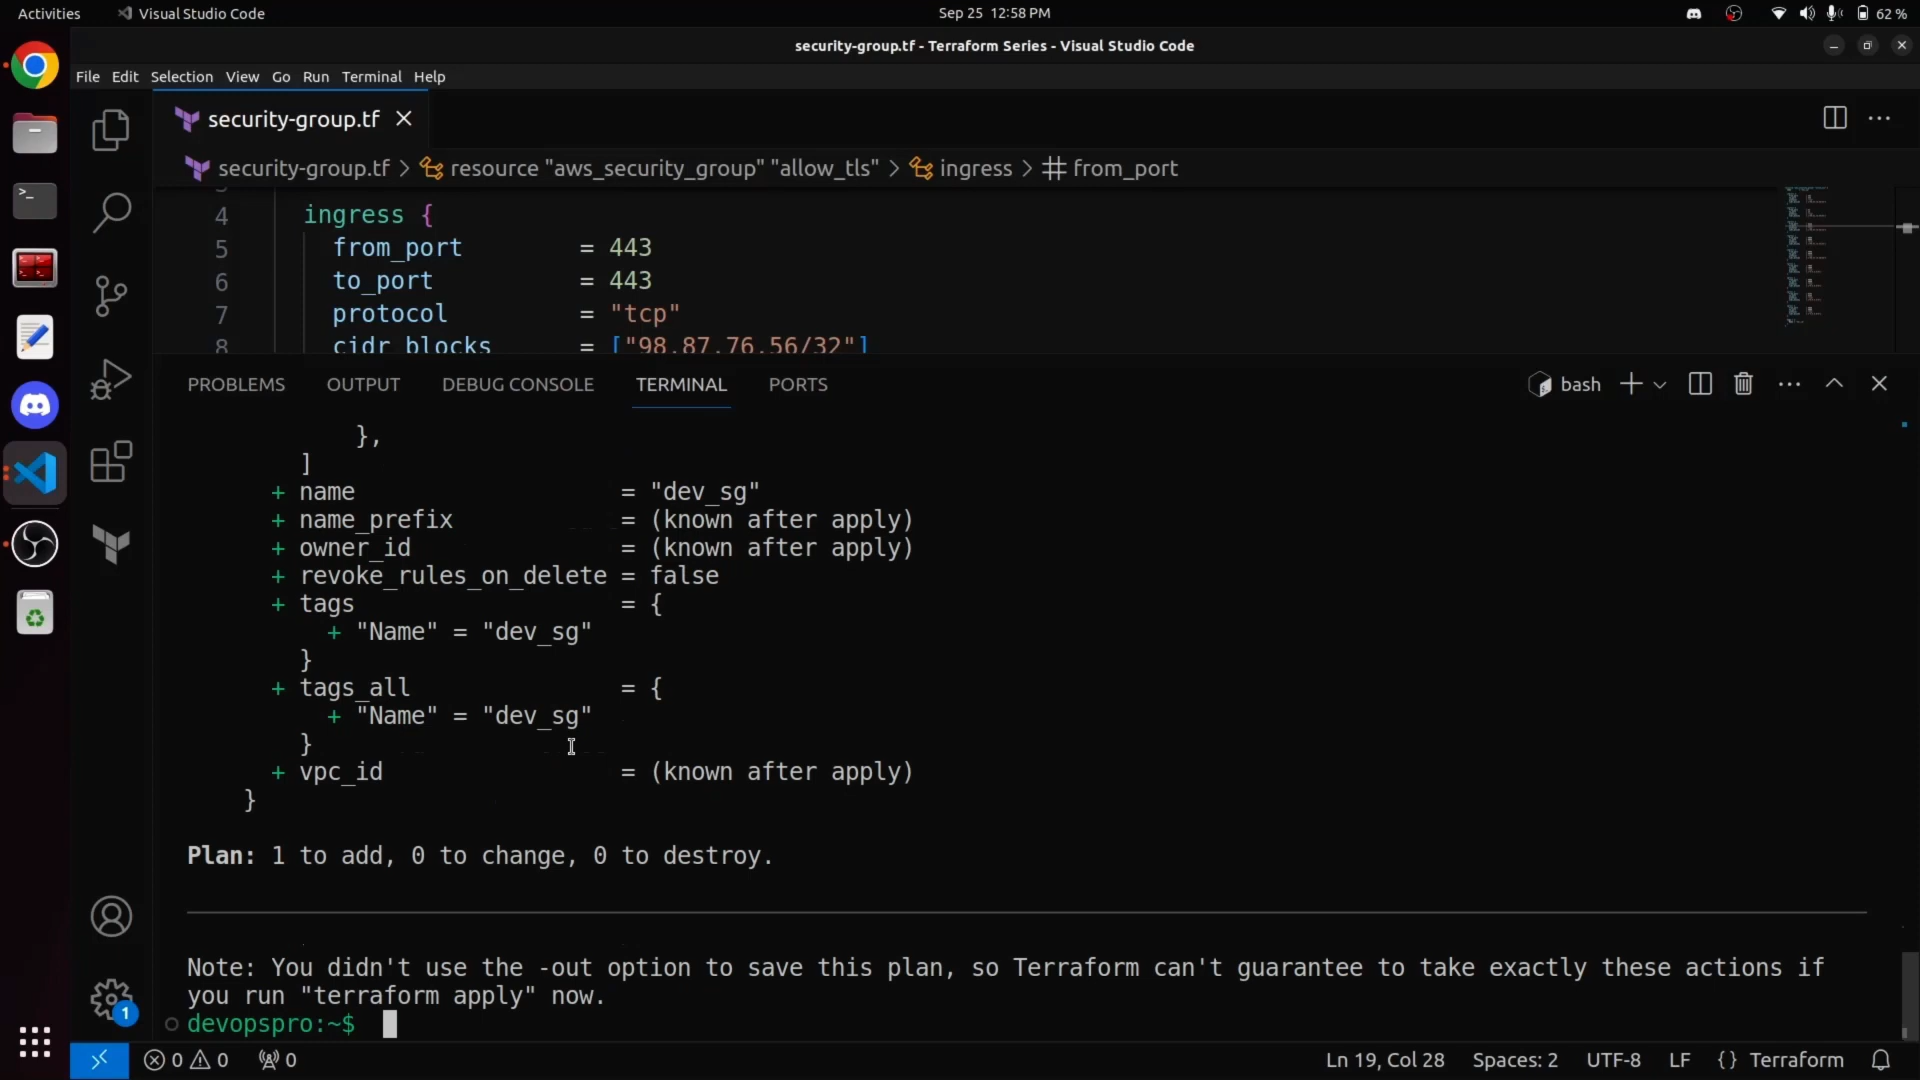 Activities Visual Studio Code Sep 25 12:58 PM 62 %
security-group.tf - Terraform Series - Visual Studio Code
File Edit Selection View Go Run Terminal Help
security-group.tf
security-group.tf > resource "aws_security_group" "allow_tls" > ingress > from_port
4 ingress {
5 from_port = 443
6 to_port = 443
7 protocol = "tcp"
8 cidr_blocks = ["98.87.76.56/32"]
PROBLEMS OUTPUT DEBUG CONSOLE TERMINAL PORTS bash
},
]
+ name = "dev_sg"
+ name_prefix = (known after apply)
+ owner_id = (known after apply)
+ revoke_rules_on_delete = false
+ tags = {
+ "Name" = "dev_sg"
}
+ tags_all = {
+ "Name" = "dev_sg"
}
+ vpc_id = (known after apply)
}
Plan: 1 to add, 0 to change, 0 to destroy.
Note: You didn't use the -out option to save this plan, so Terraform can't guarantee to take exactly these actions if
you run "terraform apply" now.
devopspro:~$
1
0 0 0 Ln 19, Col 28 Spaces: 2 UTF-8 LF {} Terraform